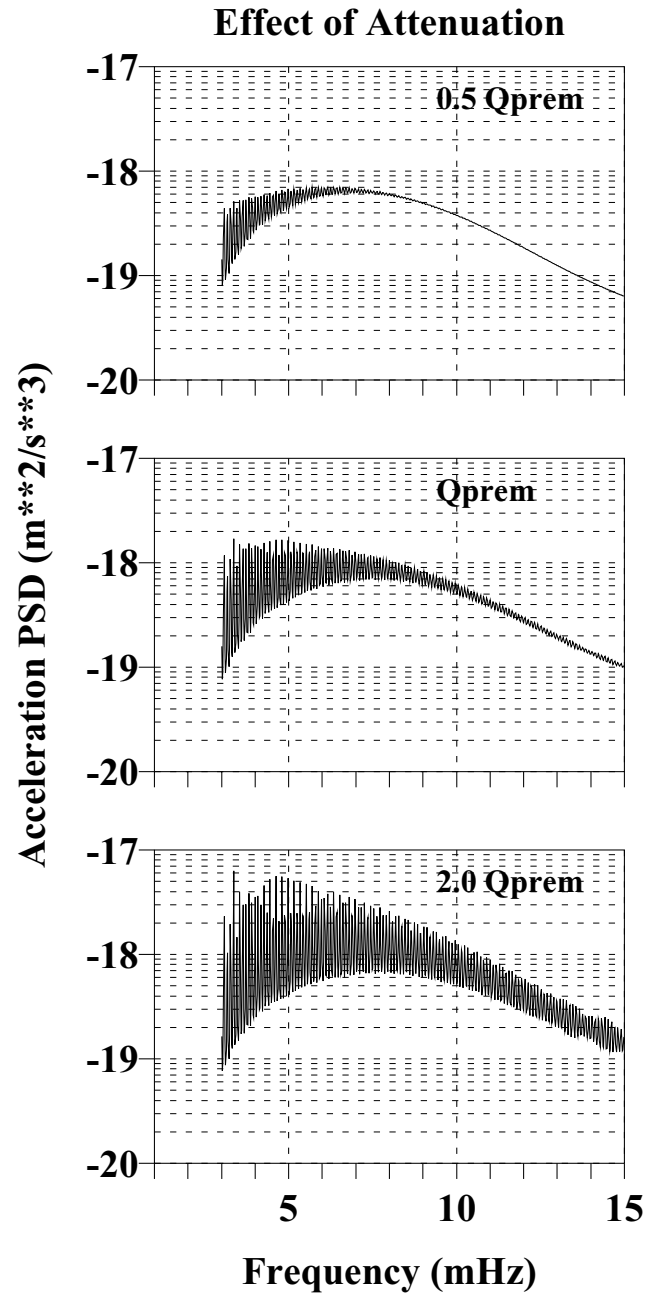 Effect of Attenuation
-17
0.5 Qprem
-18
-19
-20
-17
Qprem
-18
-19
-20
-17
2.0 Qprem
-18
-19
-20
5 10 15
Frequency (mHz)
Acceleration PSD (m**2/s**3)